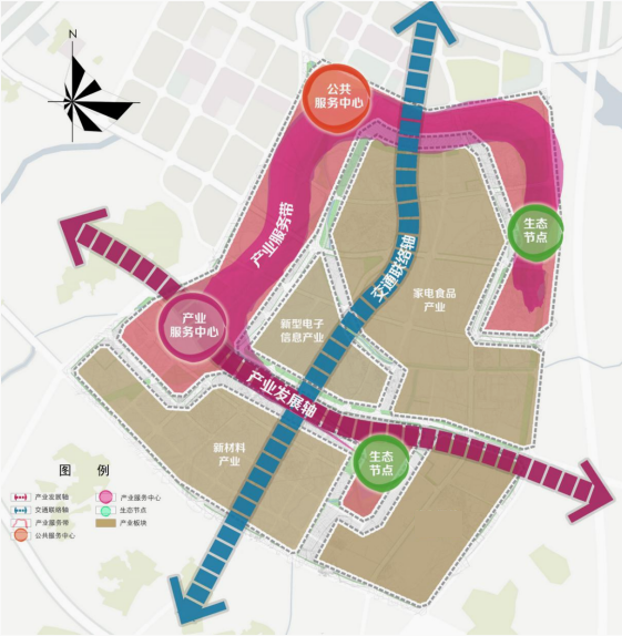 N
公共
服务中心
产业服务带
生态
节点
交通联络轴
家电食品
产业
产业
服务中心
新型电子
信息产业
产业发展轴
新材料
产业
生态
节点
图 例
产业发展轴
产业服务中心
交通联络轴
生态节点
产业服务带
产业板块
公共服务中心